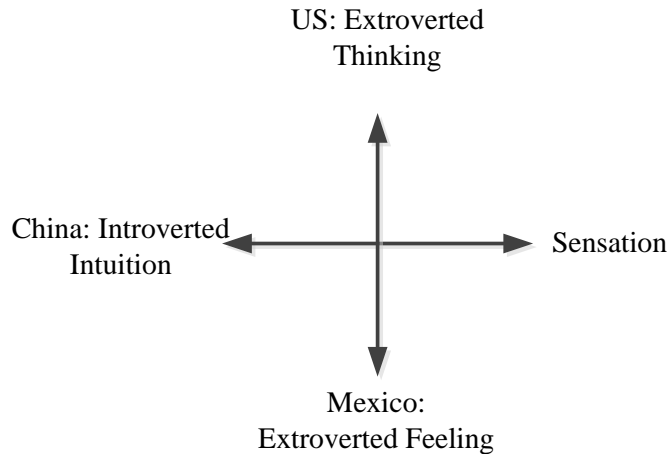 US: Extroverted
Thinking
China: Introverted
Intuition
Sensation
Mexico:
Extroverted Feeling